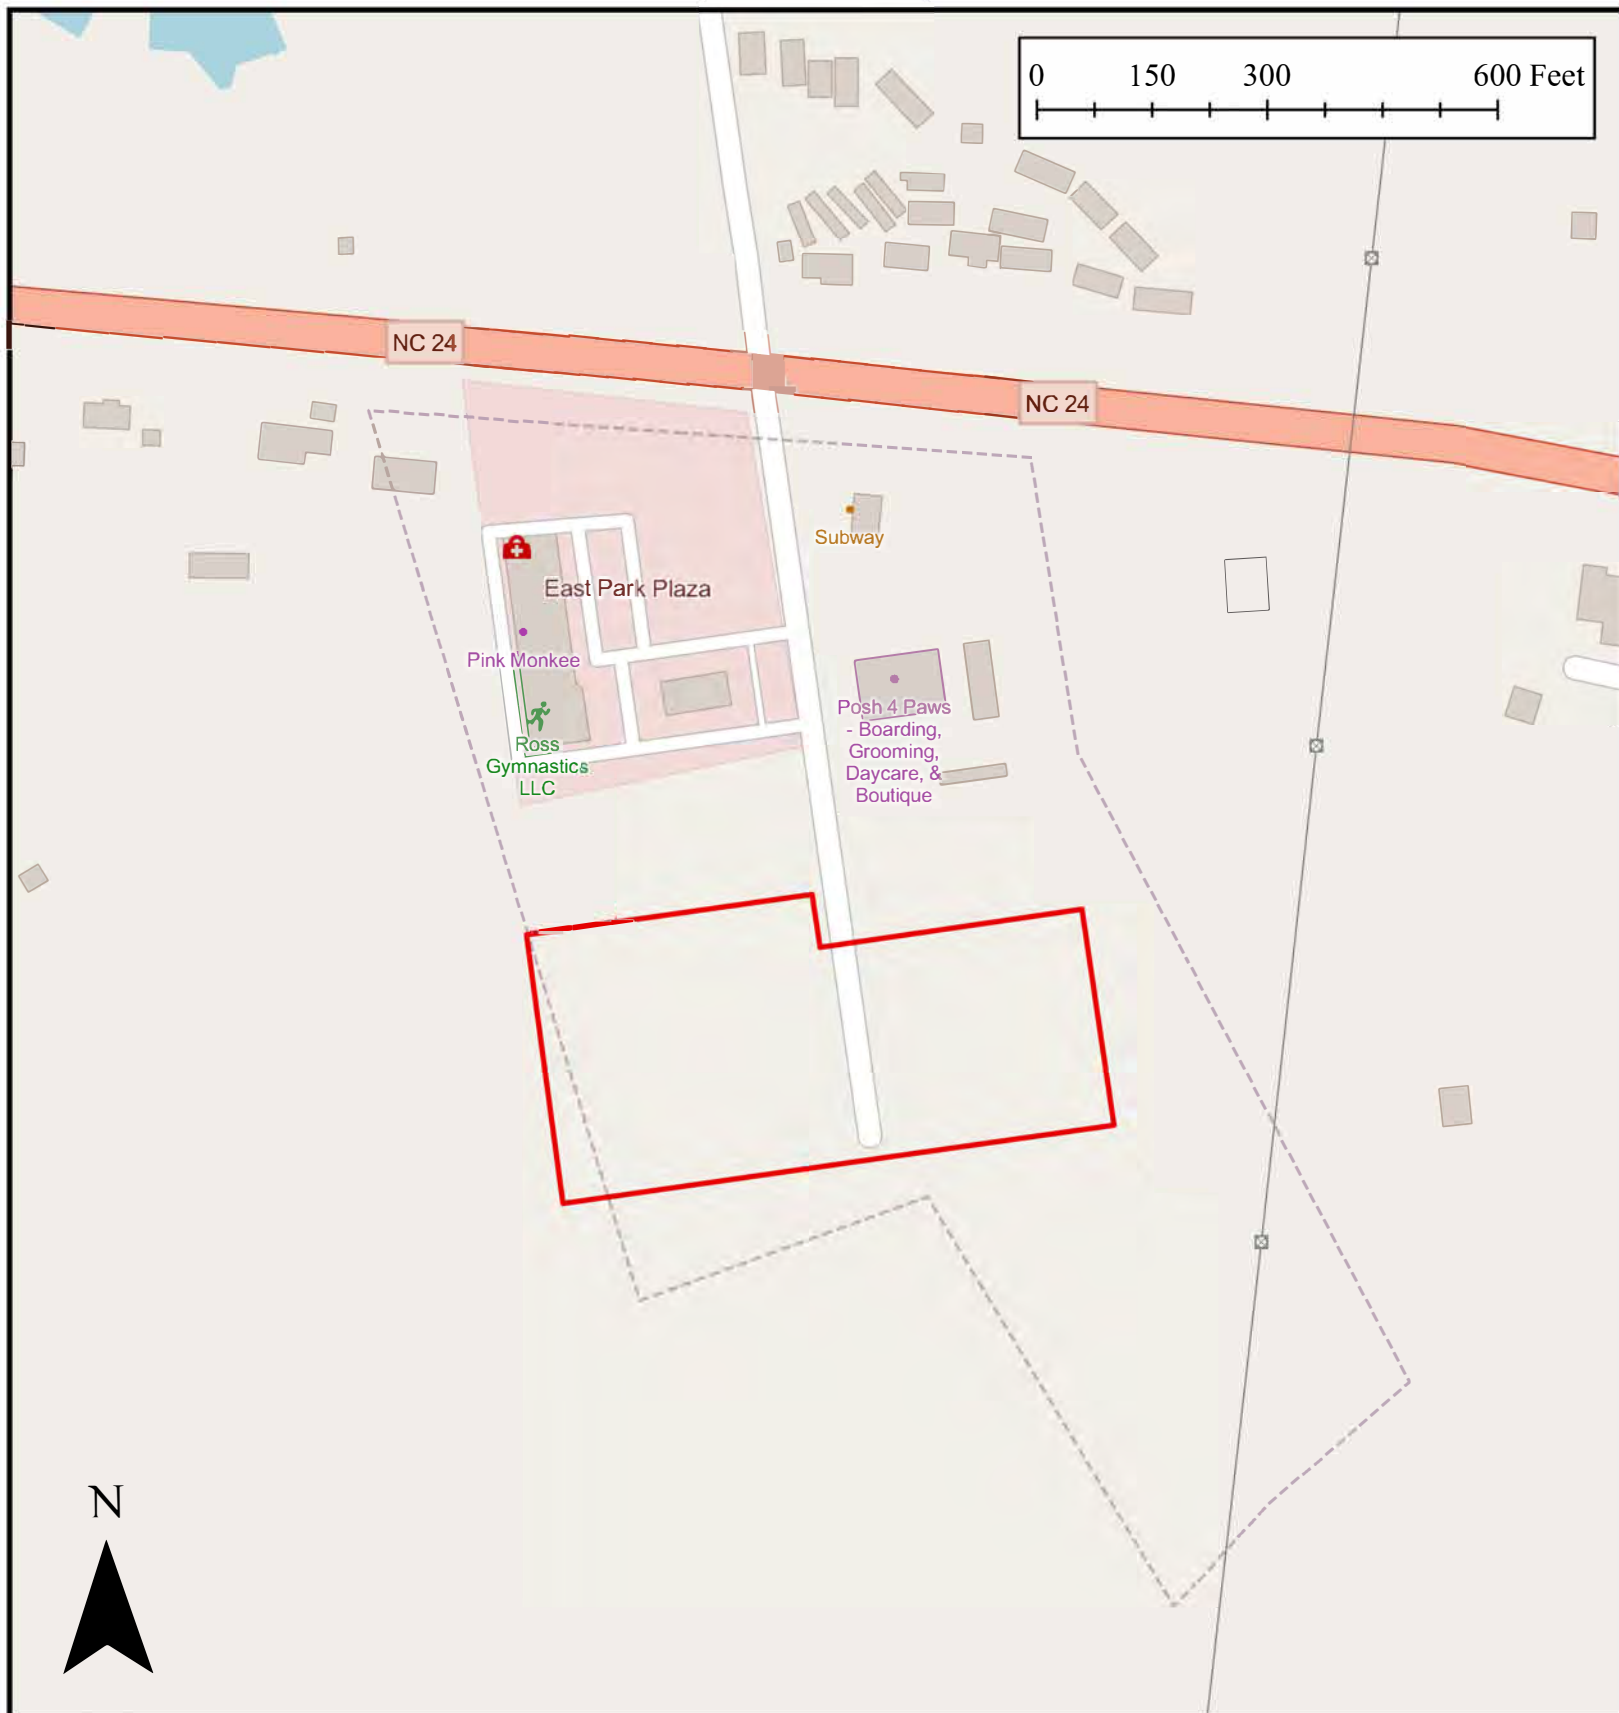 0 150 300 600 Feet
NC 24
NC 24
Subway
East Park Plaza
Pink Monkee
Posh 4 Paws
- Boarding,
Grooming,
Daycare, &
Boutique
Ross
Gymnastics
LLC
N